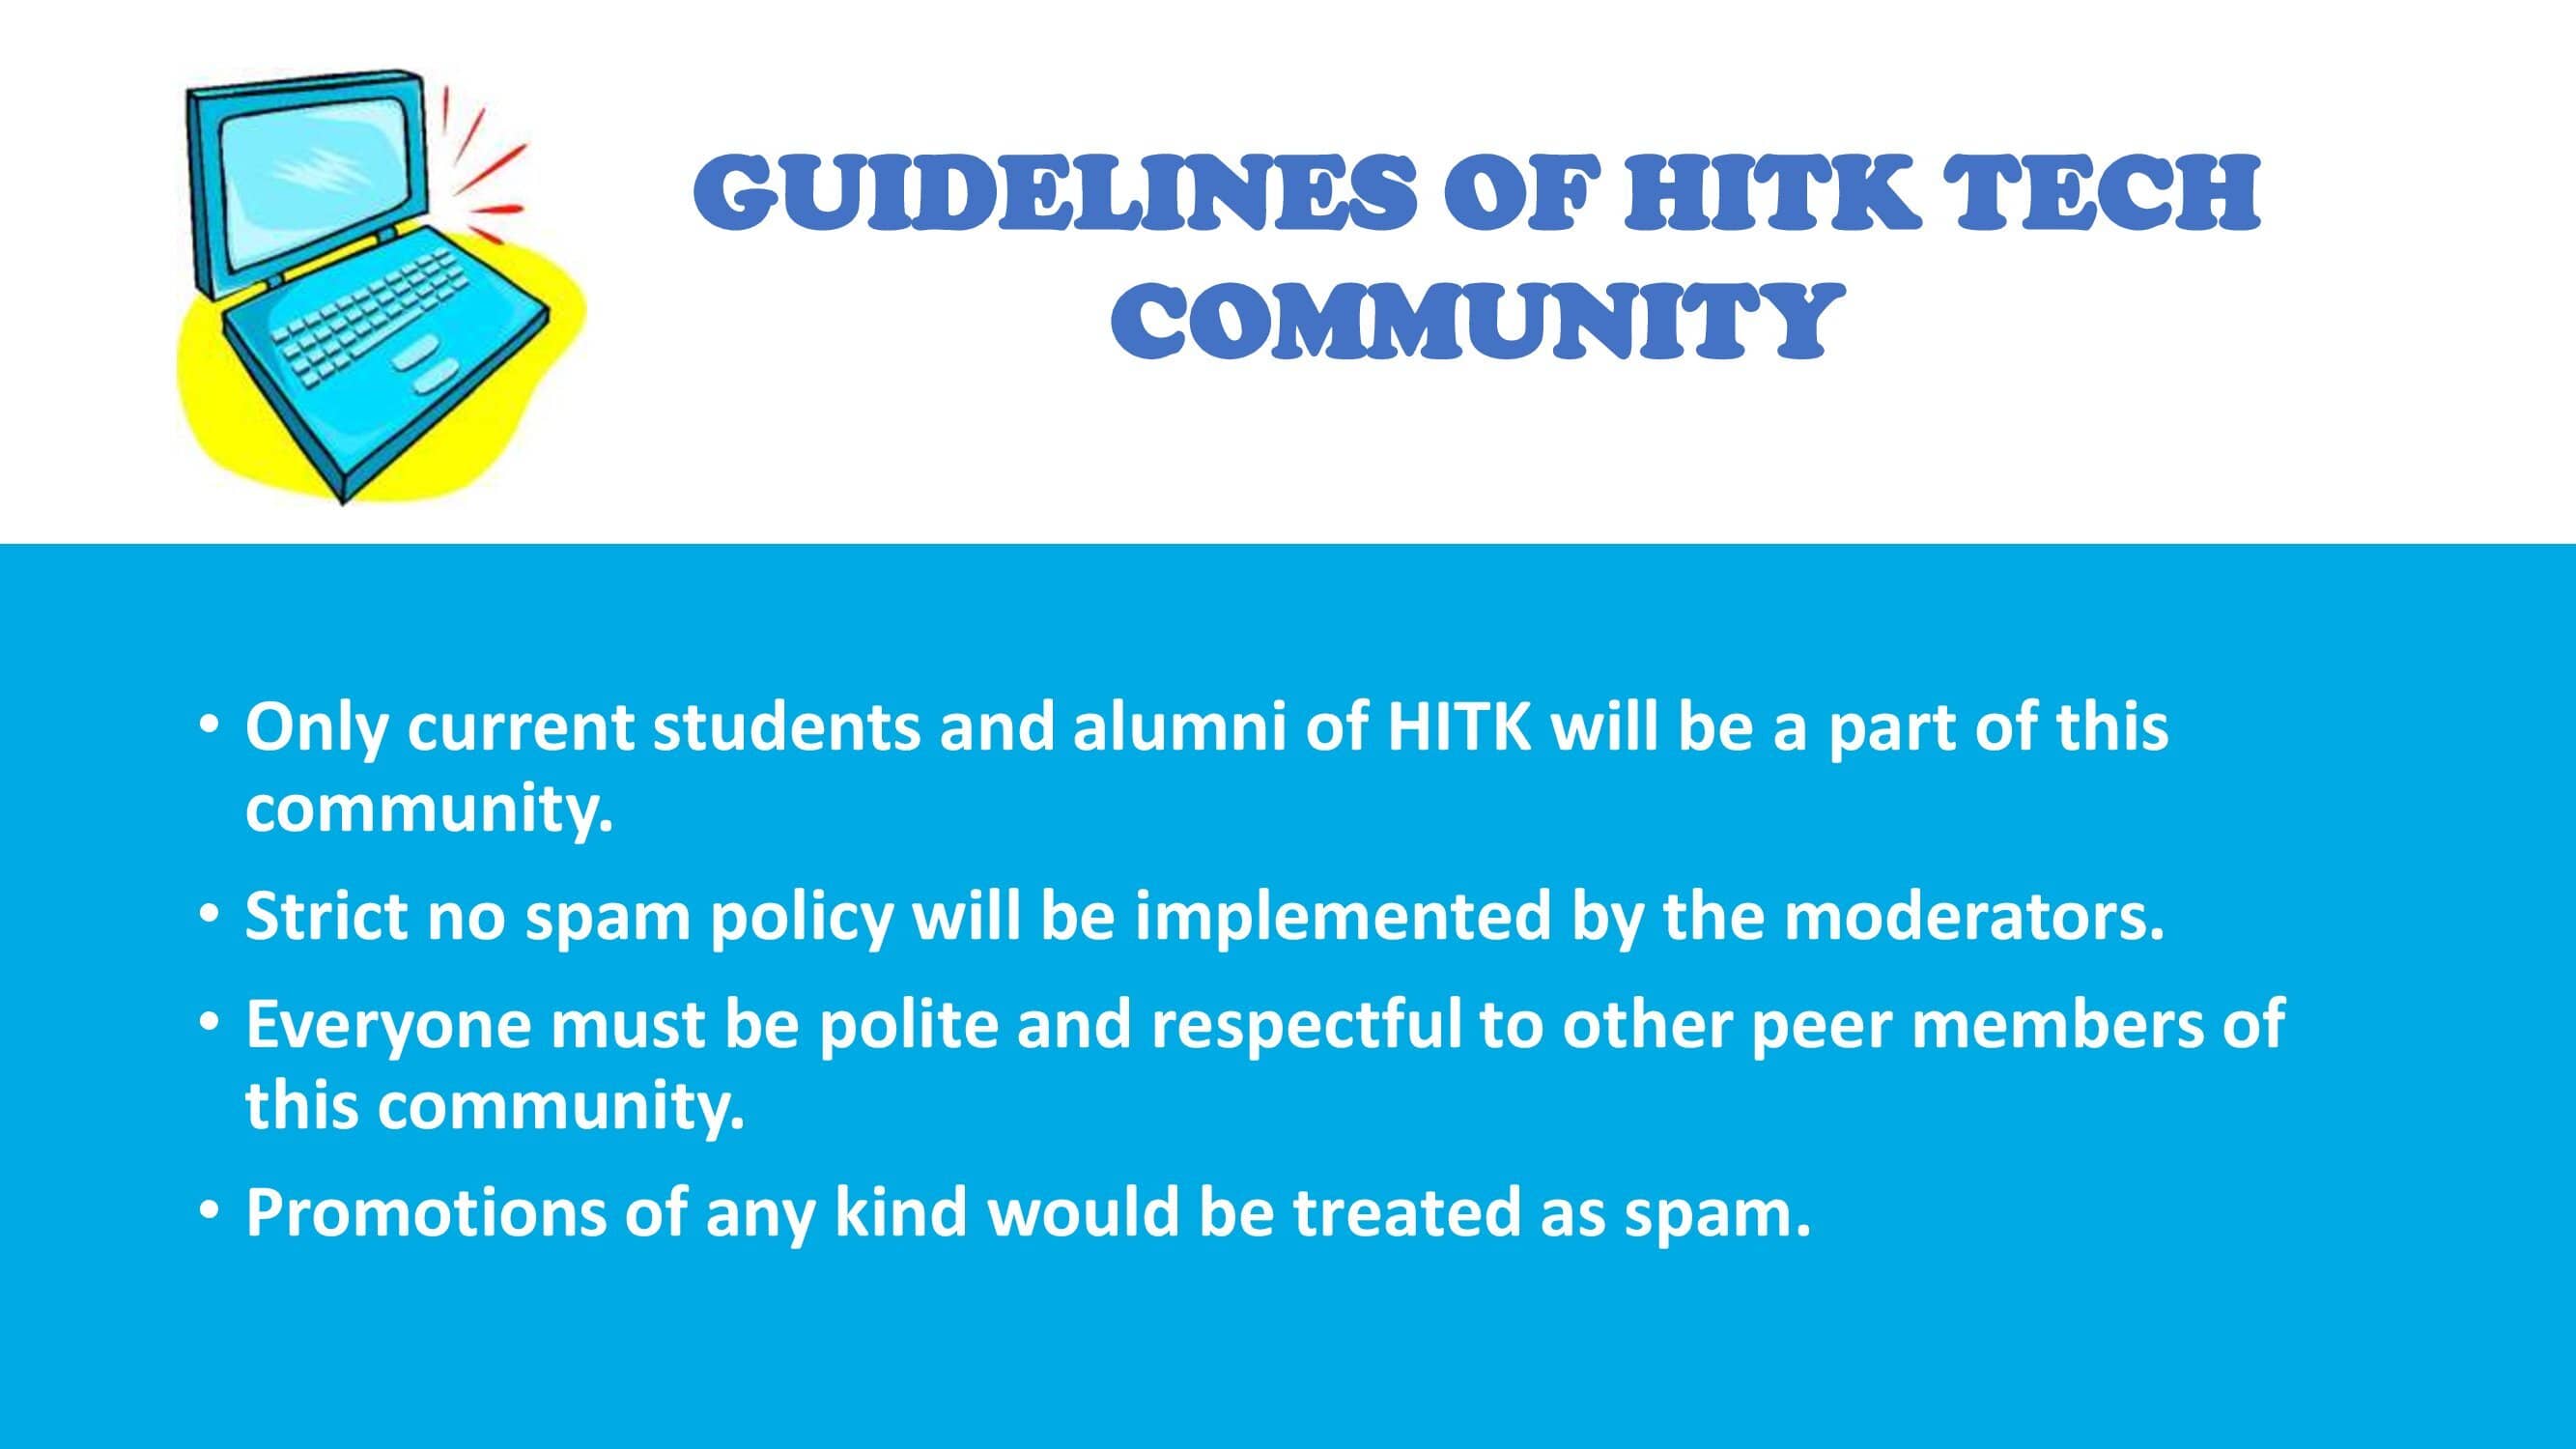 GUIDELINES OF HITK TECH
COMMUNITY
• Only current students and alumni of HITK will be a part of this
community.
• Strict no spam policy will be implemented by the moderators.
• Everyone must be polite and respectful to other peer members of
this community.
• Promotions of any kind would be treated as spam.